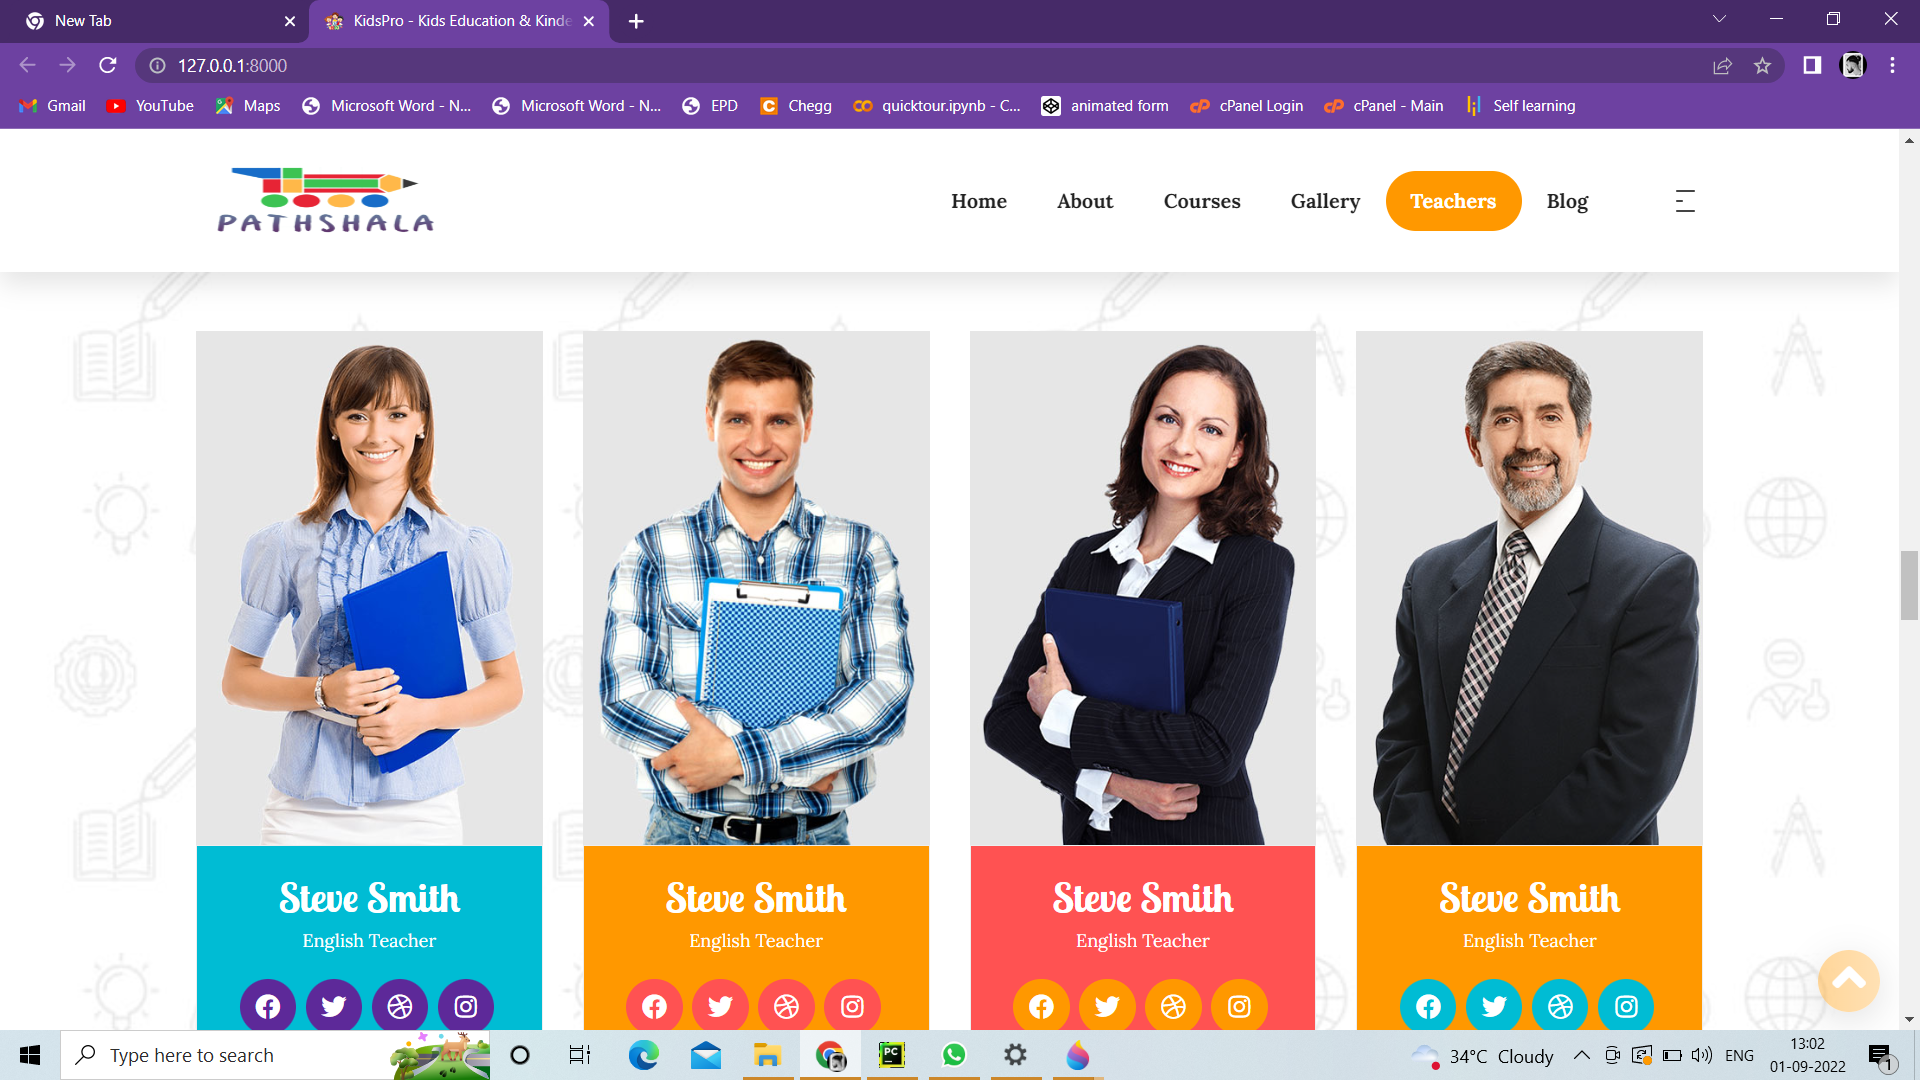 New Tab
KidsPro - Kids Education & Kinde
127.0.0.1:8000
Gmail
YouTube
Maps
Microsoft Word - N...
Microsoft Word - N...
EPD
Chegg
quicktour.ipynb - C...
animated form
cPanel Login
cPanel - Main
Self learning
PATHSHALA
Home
About
Courses
Gallery
Teachers
Blog
Steve Smith
English Teacher
Steve Smith
English Teacher
Steve Smith
English Teacher
Steve Smith
English Teacher
Type here to search
PC
34°C Cloudy
ENG
13:02
01-09-2022
1